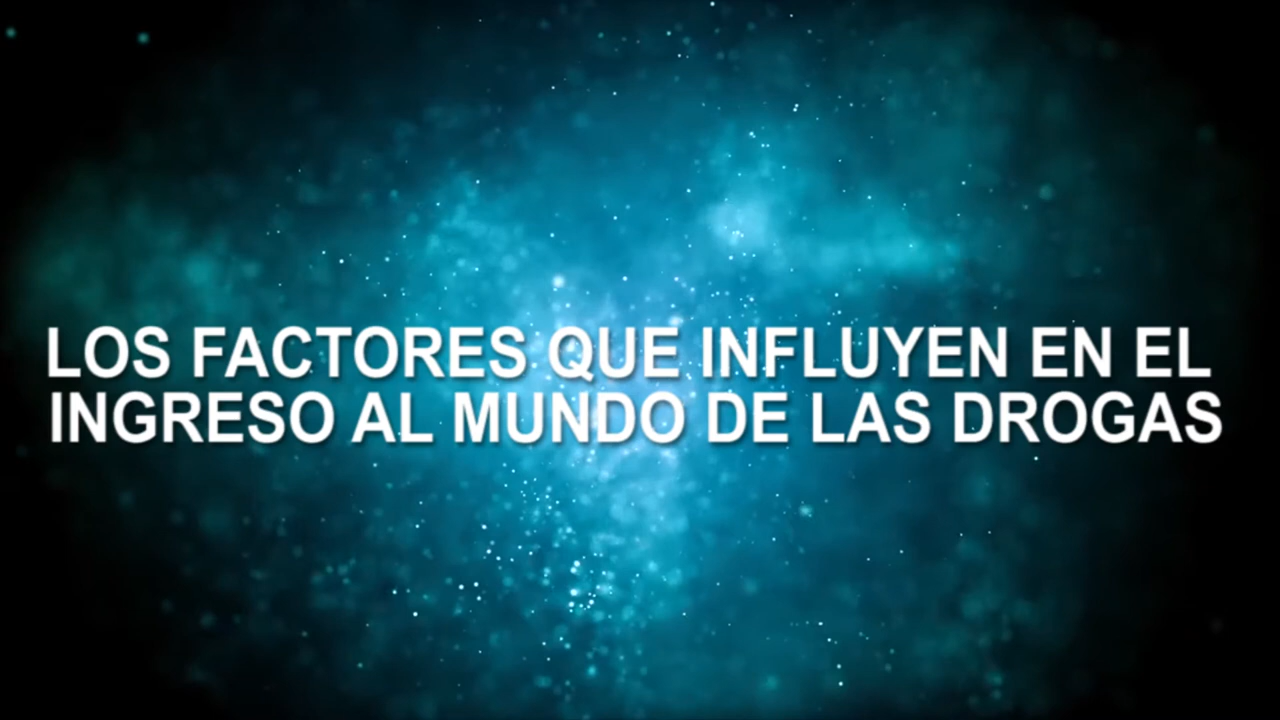 LOS FACTORES QUE INFLUYEN EN EL
INGRESO AL MUNDO DE LAS DROGAS